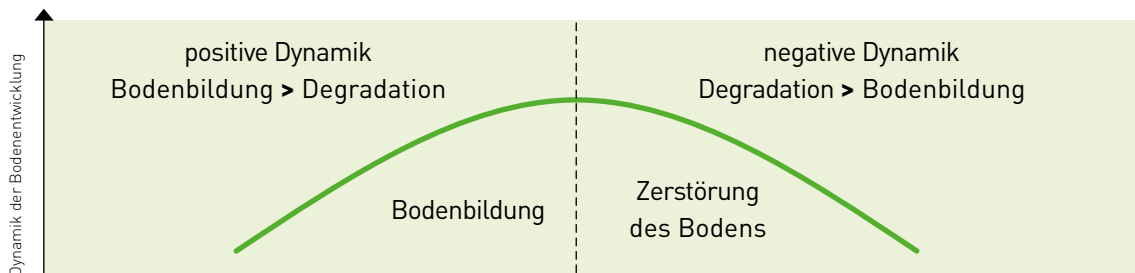 positive Dynamik
Bodenbildung > Degradation
negative Dynamik
Degradation > Bodenbildung
Bodenbildung
Zerstörung
des Bodens
Dynamik der Bodenentwicklung